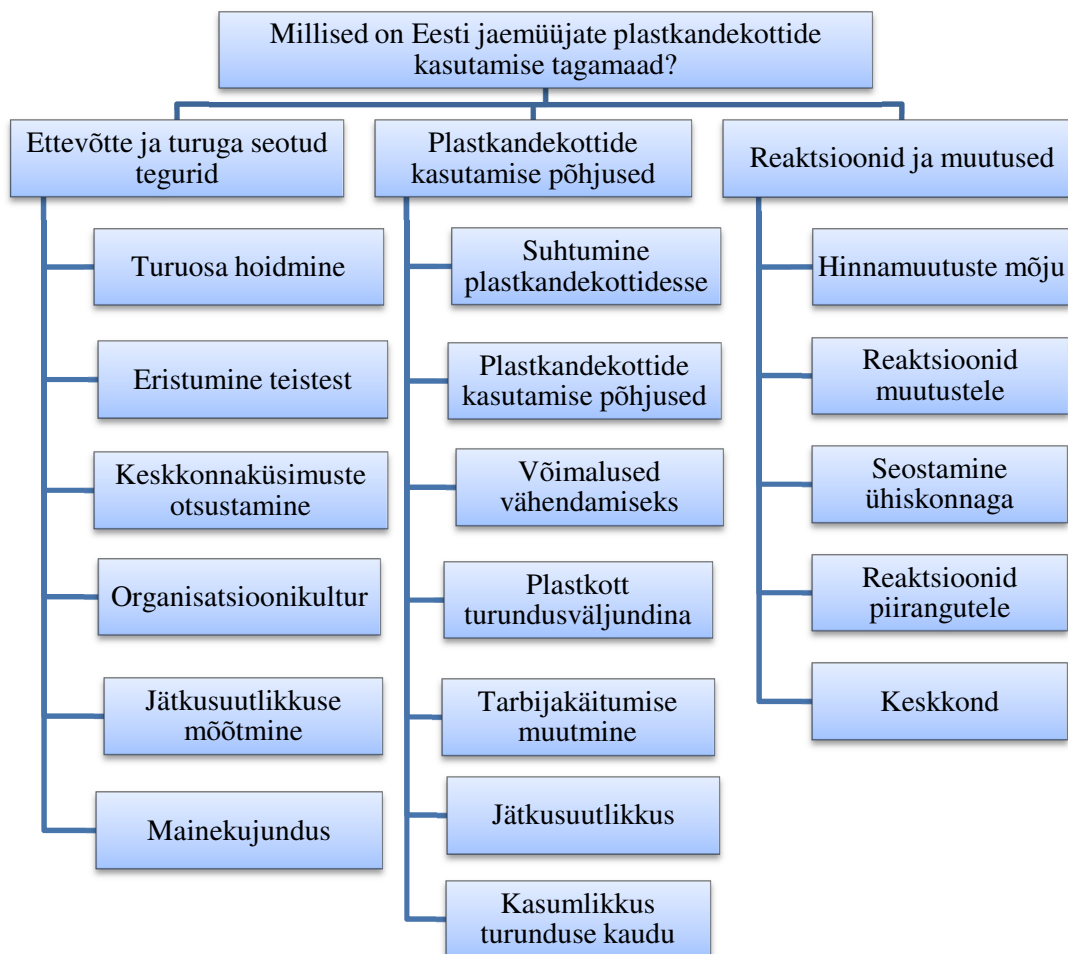 Millised on Eesti jaemüüjate plastkandekottide
kasutamise tagamaad?
Ettevõtte ja turuga seotud
tegurid
Turuosa hoidmine
Eristumine teistest
Keskkonnaküsimuste
otsustamine
Organisatsioonikultur
Jätkusuutlikkuse
mõõtmine
Mainekujundus
Plastkandekottide
kasutamise põhjused
Suhtumine
plastkandekottidesse
Plastkandekottide
kasutamise põhjused
Võimalused
vähendamiseks
Plastkott
turundusväljundina
Tarbijakäitumise
muutmine
Jätkusuutlikkus
Kasumlikkus
turunduse kaudu
Reaktsioonid ja muutused
Hinnamuutuste mõju
Reaktsioonid
muutustele
Seostamine
ühiskonnaga
Reaktsioonid
piirangutele
Keskkond